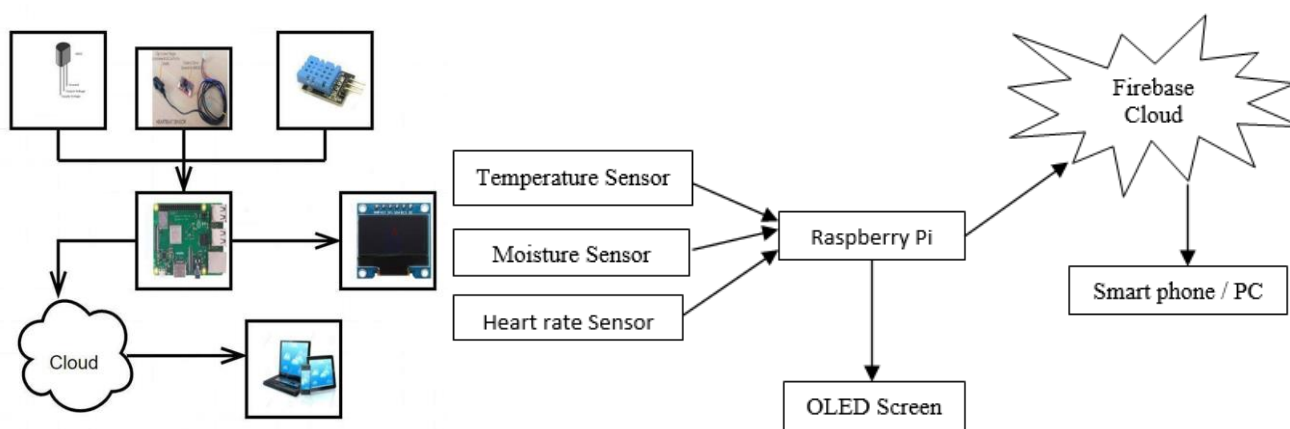 Cloud
Temperature Sensor
Moisture Sensor
Heart rate Sensor
Raspberry Pi
OLED Screen
Firebase
Cloud
Smart phone / PC